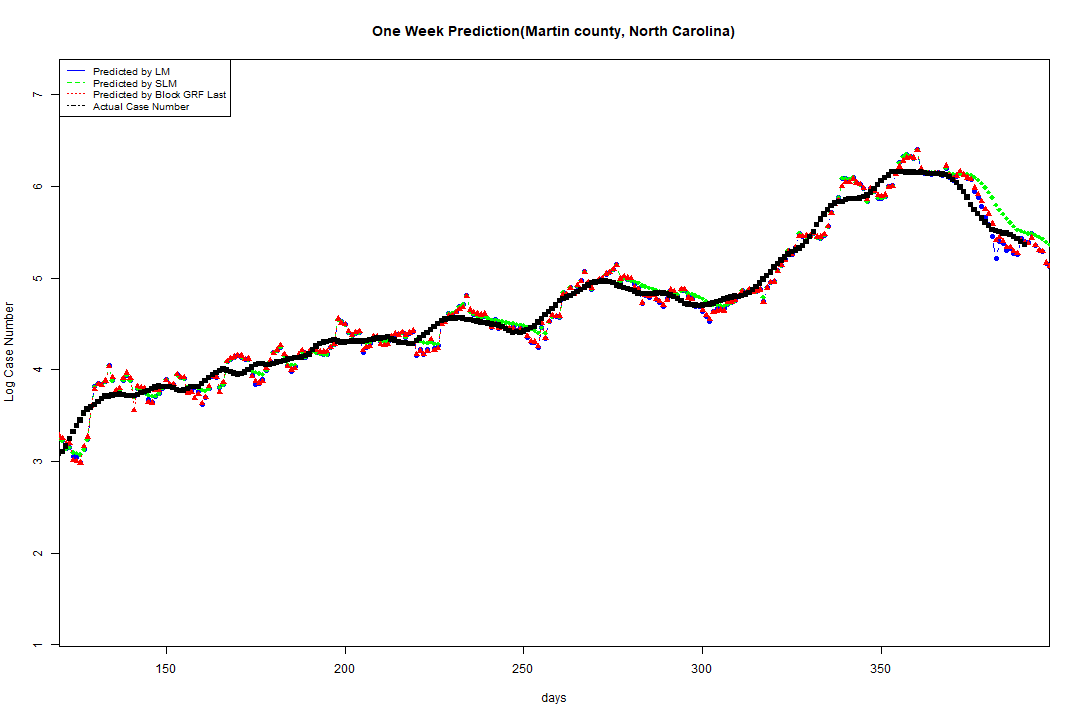 One Week Prediction(Martin county, North Carolina)
Predicted by LM
Predicted by SLM
Predicted by Block GRF Last
Actual Case Number
7
6
5
4
3
2
1
Log Case Number
150
200
250
300
350
days